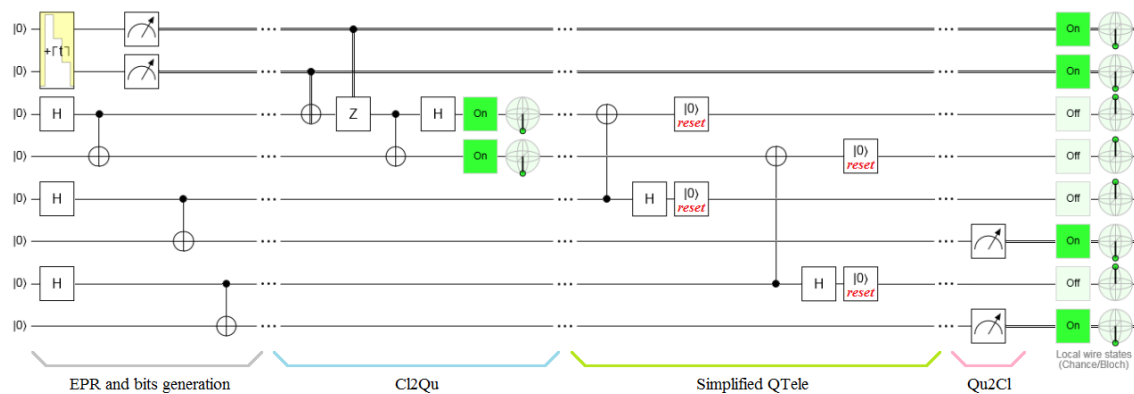 |0⟩
+⌈t⌉
|0⟩
|0⟩ H Z H On |0⟩ reset Off
|0⟩ On |0⟩ reset Off
|0⟩ H H |0⟩ reset Off
|0⟩ On
|0⟩ H H |0⟩ reset Off
|0⟩ On
On
On
Local wire states
(Chance/Bloch)
EPR and bits generation Cl2Qu Simplified QTele Qu2Cl